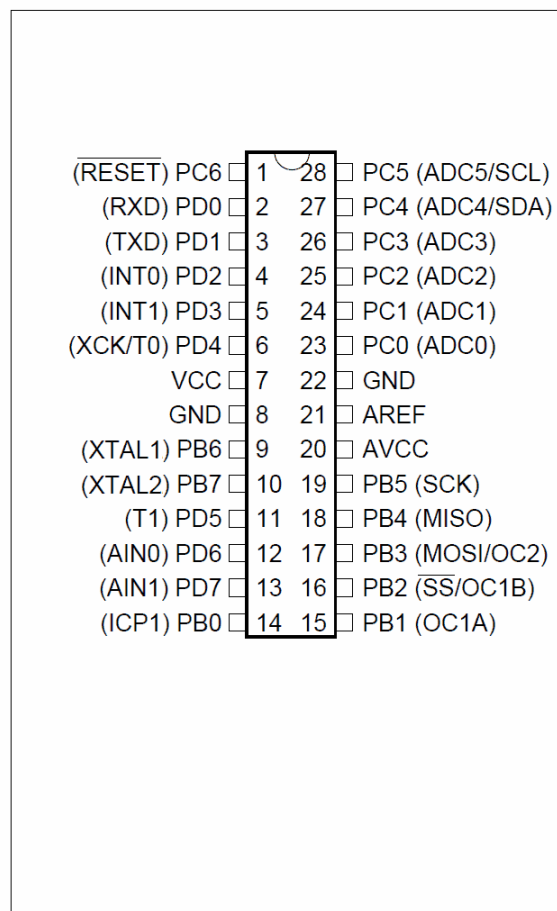 (RESET) PC6 1 28 PC5 (ADC5/SCL)
(RXD) PD0 2 27 PC4 (ADC4/SDA)
(TXD) PD1 3 26 PC3 (ADC3)
(INT0) PD2 4 25 PC2 (ADC2)
(INT1) PD3 5 24 PC1 (ADC1)
(XCK/T0) PD4 6 23 PC0 (ADC0)
VCC 7 22 GND
GND 8 21 AREF
(XTAL1) PB6 9 20 AVCC
(XTAL2) PB7 10 19 PB5 (SCK)
(T1) PD5 11 18 PB4 (MISO)
(AIN0) PD6 12 17 PB3 (MOSI/OC2)
(AIN1) PD7 13 16 PB2 (SS/OC1B)
(ICP1) PB0 14 15 PB1 (OC1A)